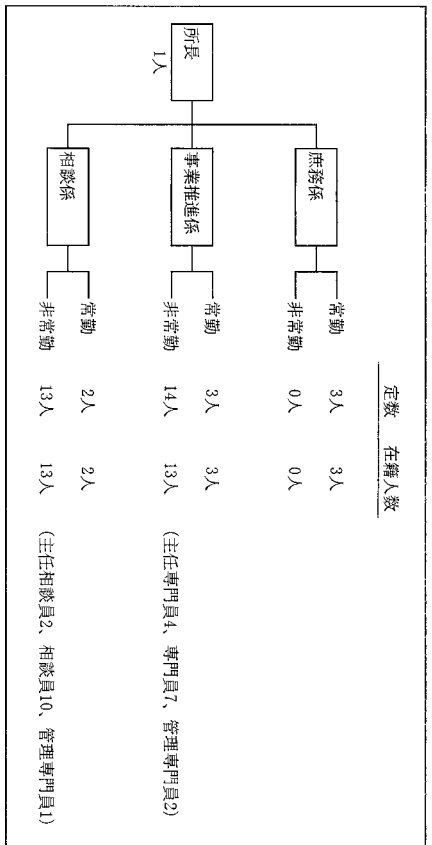 定数 在籍人数
所長
1人
庶務係
常勤 3人 3人
非常勤 0人 0人
事業推進係
常勤 3人 3人
非常勤 14人 13人 (主任専門員4、専門員7、管理専門員2)
相談係
常勤 2人 2人
非常勤 13人 13人 (主任相談員2、相談員10、管理専門員1)